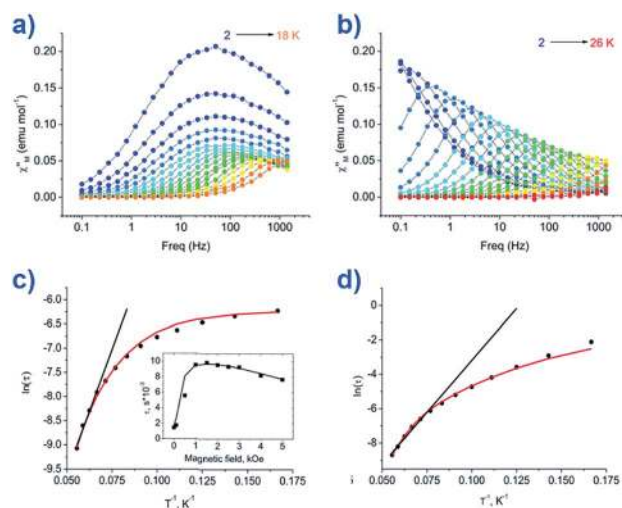 a)
χ"M (emu mol-1)
0.20
0.15
0.10
0.05
0.00
2 → 18 K
0.1 1 10 100 1000
Freq (Hz)
b)
χ"M (emu mol-1)
0.20
0.15
0.10
0.05
0.00
2 → 26 K
0.1 1 10 100 1000
Freq (Hz)
c)
ln(τ)
-6.0
-6.5
-7.0
-7.5
-8.0
-8.5
-9.0
-9.5
0.050 0.075 0.100 0.125 0.150 0.175
T-1, K-1
τ, s*10-3
10
8
6
4
2
0
0 1 2 3 4 5
Magnetic field, kOe
d)
ln(τ)
0
-2
-4
-6
-8
0.050 0.075 0.100 0.125 0.150 0.175
T-1, K-1